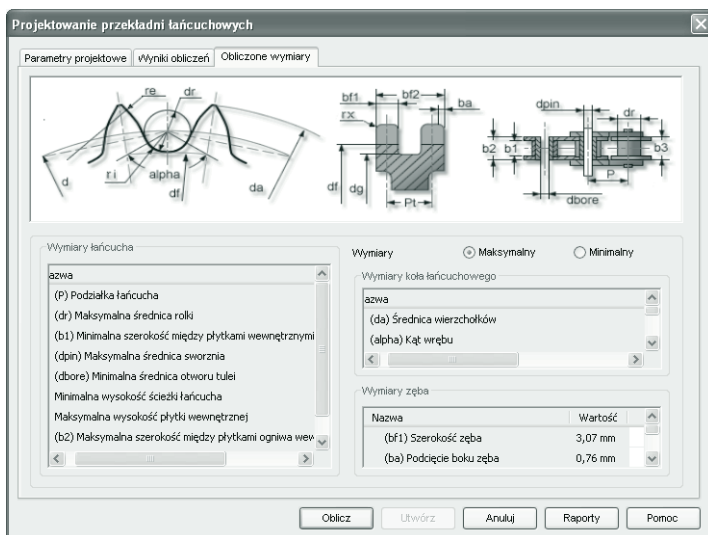 Projektowanie przekładni łańcuchowych
Parametry projektowe
Wyniki obliczeń
Obliczone wymiary
re
dr
d
r.i
alpha
df
da
bf1
bf2
ba
r.x
df
dg
Pt
dpin
dr
b2
b1
b3
P
dbore
Wymiary łańcucha
azwa
(P) Podziałka łańcucha
(dr) Maksymalna średnica rolki
(b1) Minimalna szerokość między płytkami wewnętrznymi
(dpin) Maksymalna średnica sworznia
(dbore) Minimalna średnica otworu tulei
Minimalna wysokość ścieżki łańcucha
Maksymalna wysokość płytki wewnętrznej
(b2) Maksymalna szerokość między płytkami ogniwa wew
Wymiary
Maksymalny
Minimalny
Wymiary koła łańcuchowego
azwa
(da) Średnica wierzchołków
(alpha) Kąt wrębu
Wymiary zęba
Nazwa Wartość
(bf1) Szerokość zęba 3,07 mm
(ba) Podcięcie boku zęba 0,76 mm
Oblicz
Utwórz
Anuluj
Raporty
Pomoc